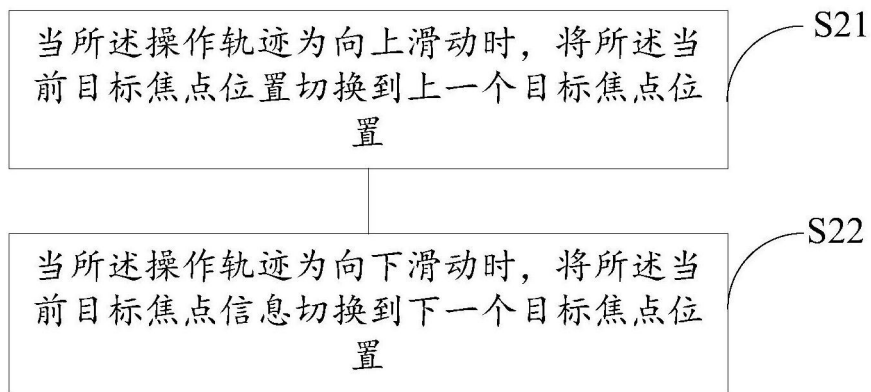 当所述操作轨迹为向上滑动时，将所述当
前目标焦点位置切换到上一个目标焦点位
置
S21
当所述操作轨迹为向下滑动时，将所述当
前目标焦点信息切换到下一个目标焦点位
置
S22